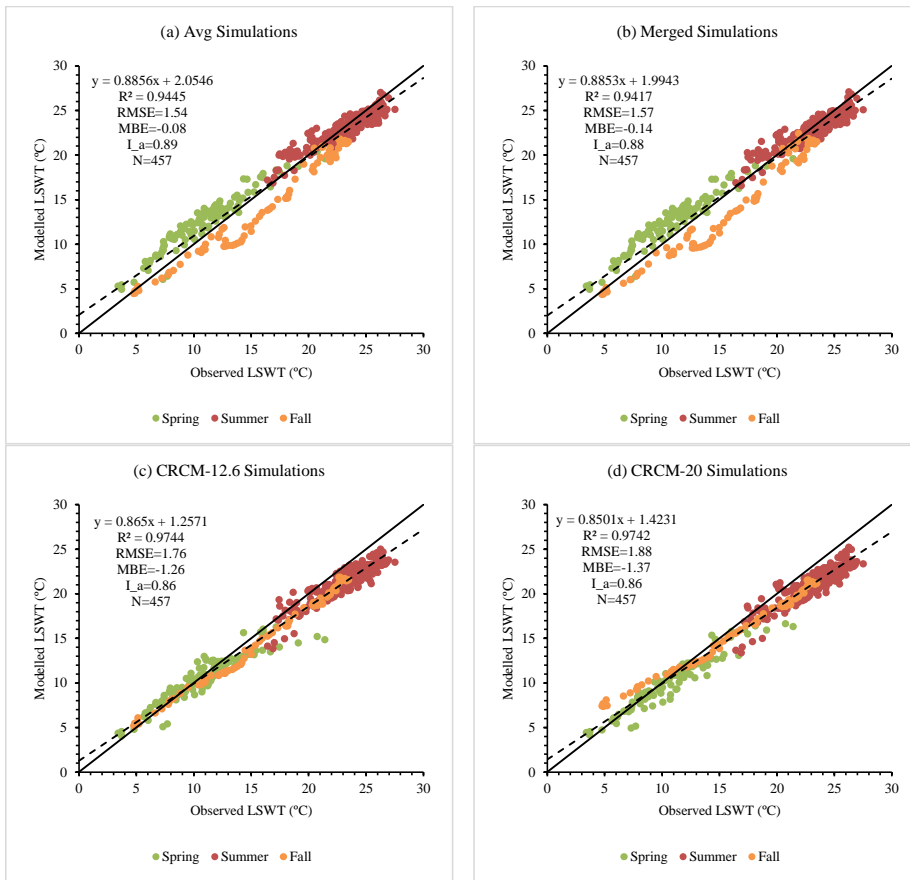 (a) Avg Simulations
y = 0.8856x + 2.0546
R² = 0.9445
RMSE=1.54
MBE=-0.08
I_a=0.89
N=457
Modelled LSWT (ºC)
30
25
20
15
10
5
0
0 5 10 15 20 25 30
Observed LSWT (ºC)
Spring Summer Fall
(b) Merged Simulations
y = 0.8853x + 1.9943
R² = 0.9417
RMSE=1.57
MBE=-0.14
I_a=0.88
N=457
Modelled LSWT (ºC)
30
25
20
15
10
5
0
0 5 10 15 20 25 30
Observed LSWT (ºC)
Spring Summer Fall
(c) CRCM-12.6 Simulations
y = 0.865x + 1.2571
R² = 0.9744
RMSE=1.76
MBE=-1.26
I_a=0.86
N=457
Modelled LSWT (ºC)
30
25
20
15
10
5
0
0 5 10 15 20 25 30
Observed LSWT (ºC)
Spring Summer Fall
(d) CRCM-20 Simulations
y = 0.8501x + 1.4231
R² = 0.9742
RMSE=1.88
MBE=-1.37
I_a=0.86
N=457
Modelled LSWT (ºC)
30
25
20
15
10
5
0
0 5 10 15 20 25 30
Observed LSWT (ºC)
Spring Summer Fall